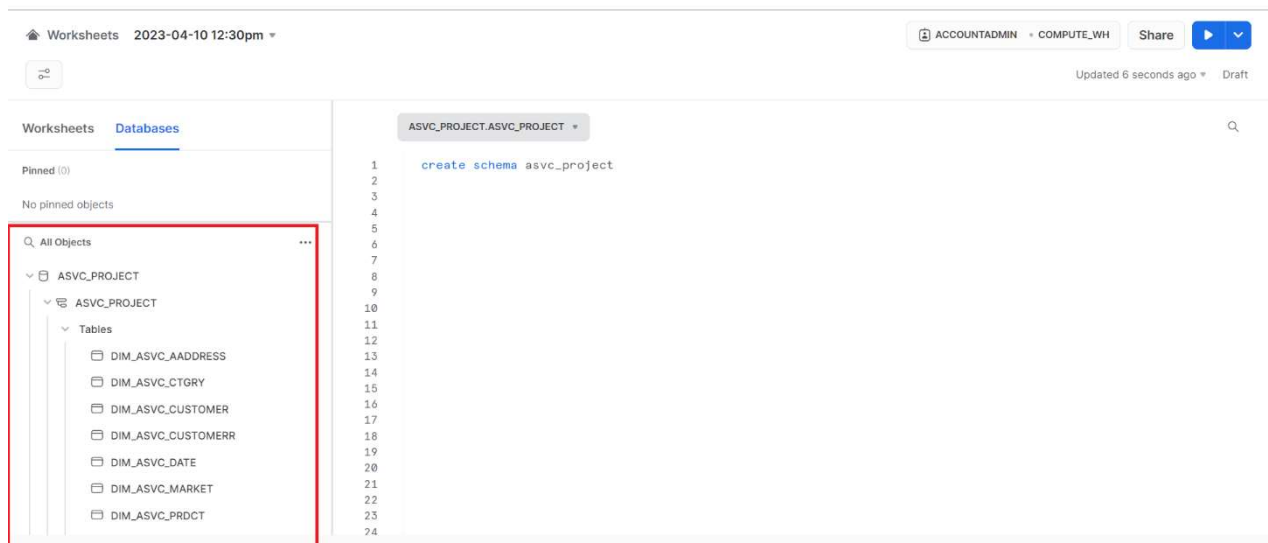 Worksheets 2023-04-10 12:30pm
ACCOUNTADMIN • COMPUTE_WH Share
Updated 6 seconds ago Draft
Worksheets Databases
ASVC_PROJECT.ASVC_PROJECT
Pinned (0)
No pinned objects
All Objects ...
ASVC_PROJECT
ASVC_PROJECT
Tables
DIM_ASVC_AADDRESS
DIM_ASVC_CTGRY
DIM_ASVC_CUSTOMER
DIM_ASVC_CUSTOMERR
DIM_ASVC_DATE
DIM_ASVC_MARKET
DIM_ASVC_PRDCT
1 create schema asvc_project
2
3
4
5
6
7
8
9
10
11
12
13
14
15
16
17
18
19
20
21
22
23
24